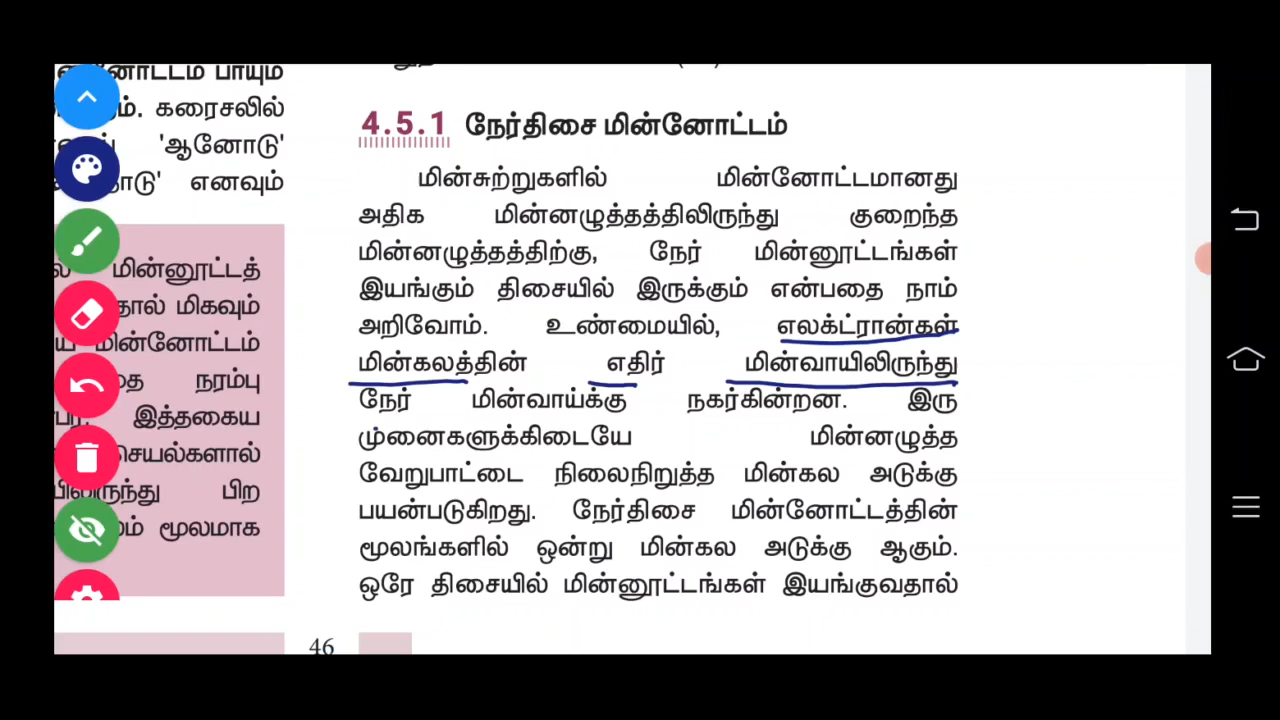 மின்னோட்டம் பாயும்
கரைசலில்
'ஆனோடு'
எனவும்
மின்னூட்டத்
மிகவும்
மின்னோட்டம்
நரம்பு
இத்தகைய
செயல்களால்
பிற
மூலமாக
4.5.1 நேர்திசை மின்னோட்டம்
மின்சுற்றுகளில் மின்னோட்டமானது
அதிக மின்னழுத்தத்திலிருந்து குறைந்த
மின்னழுத்தத்திற்கு, நேர் மின்னூட்டங்கள்
இயங்கும் திசையில் இருக்கும் என்பதை நாம்
அறிவோம். உண்மையில், எலக்ட்ரான்கள்
மின்கலத்தின் எதிர் மின்வாயிலிருந்து
நேர் மின்வாய்க்கு நகர்கின்றன. இரு
முனைகளுக்கிடையே மின்னழுத்த
வேறுபாட்டை நிலைநிறுத்த மின்கல அடுக்கு
பயன்படுகிறது. நேர்திசை மின்னோட்டத்தின்
மூலங்களில் ஒன்று மின்கல அடுக்கு ஆகும்.
ஒரே திசையில் மின்னூட்டங்கள் இயங்குவதால்
46